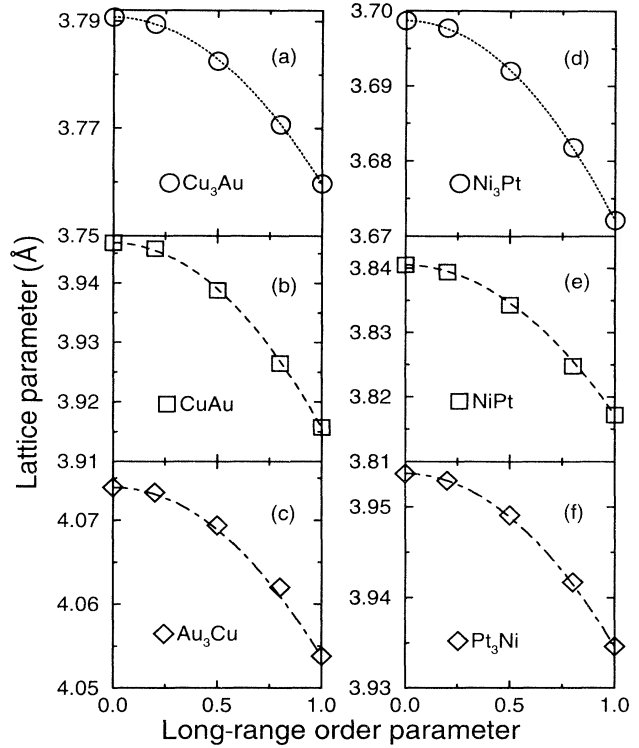 Lattice parameter (Å)
3.79
3.77
3.75
(a)
Cu₃Au
3.94
3.93
3.92
3.91
(b)
CuAu
4.07
4.06
4.05
(c)
Au₃Cu
0.0 0.5 1.0
3.70
3.69
3.68
3.67
(d)
Ni₃Pt
3.84
3.83
3.82
3.81
(e)
NiPt
3.95
3.94
3.93
(f)
Pt₃Ni
0.0 0.5 1.0
Long-range order parameter